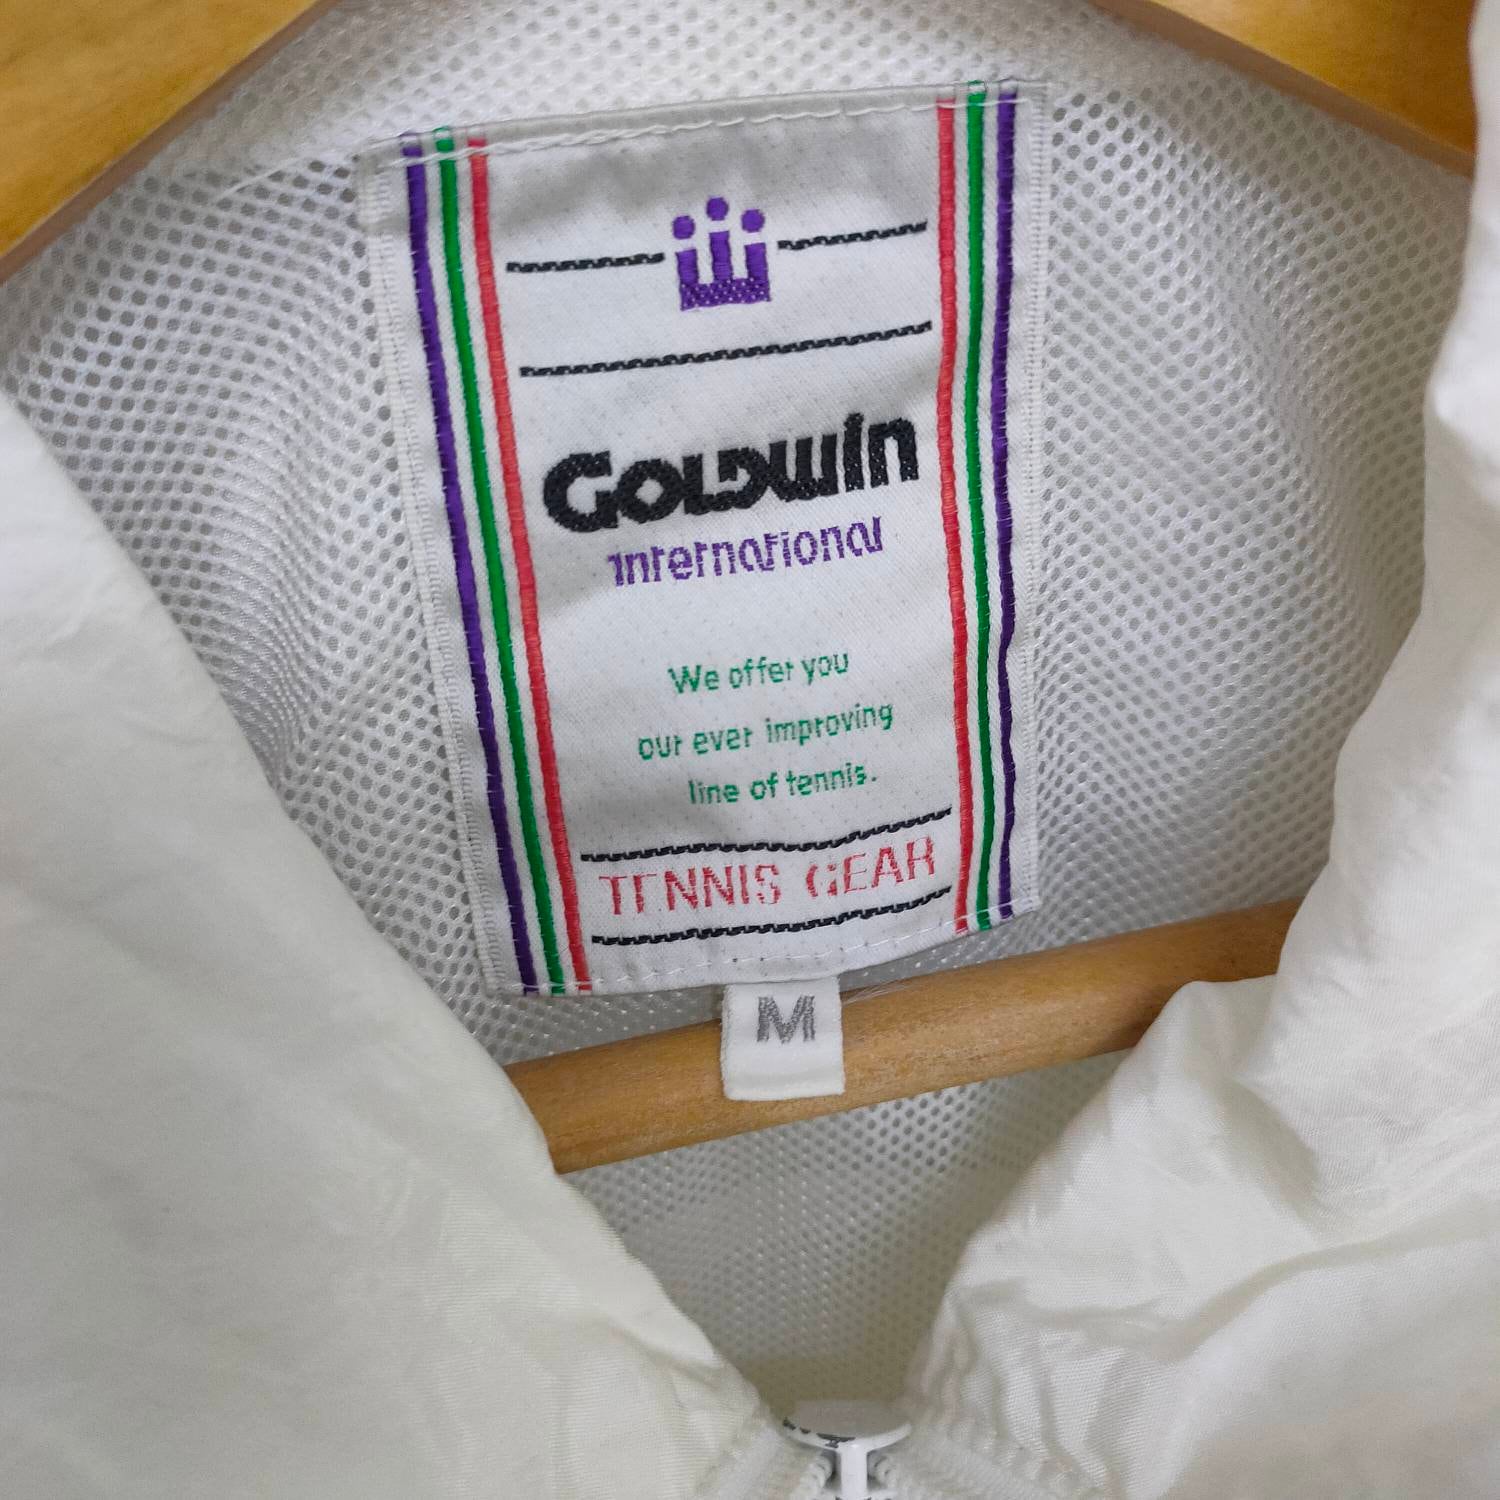 GOLDWIN
International
We offer you
our ever improving
line of tennis.
TENNIS GEAR
M